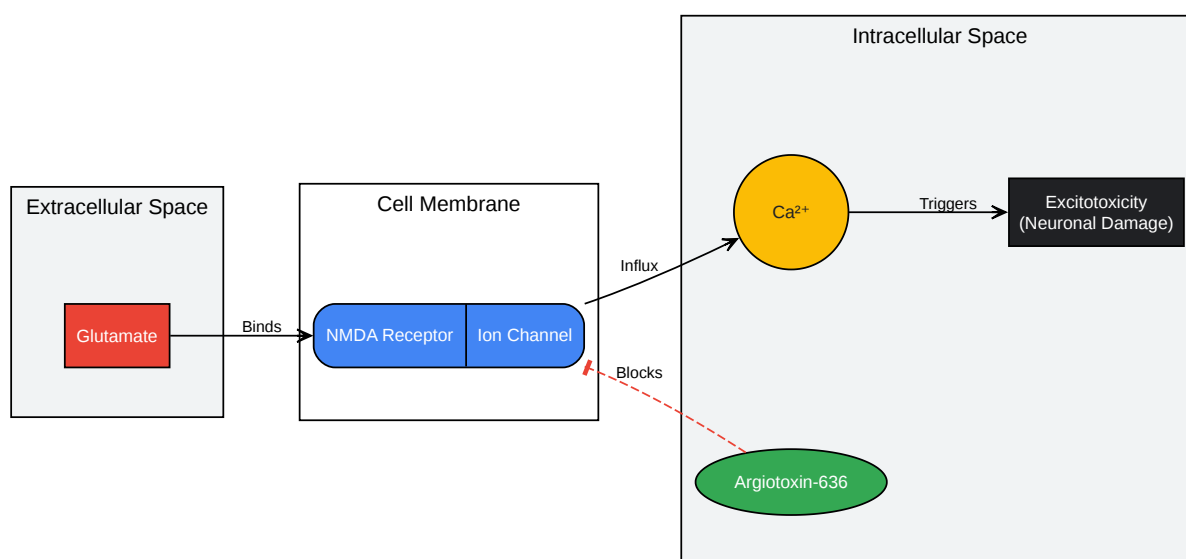 Intracellular Space
Extracellular Space
Cell Membrane
Ca²⁺
Triggers
Excitotoxicity
(Neuronal Damage)
Influx
Glutamate
Binds
NMDA Receptor
Ion Channel
Blocks
Argiotoxin-636